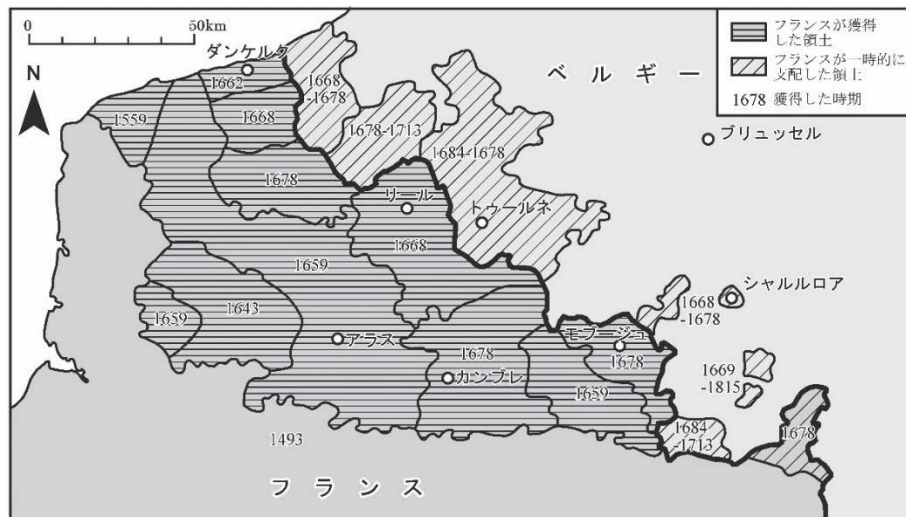 0 50km
N
フランスが獲得
した領土
フランスが一時的に
支配した領土
1678 獲得した時期
ダンケルク
ベルギー
1662
1668
-1678
1559
1668
1678-1713
1684-1678
ブリュッセル
1678
リール
トゥールネ
1668
1659
シャルルロア
1668
-1678
1643
1659
アラス
モブージュ
1678
1678
カンブレ
1659
1669
-1815
1684
-1713
1678
1493
フランス